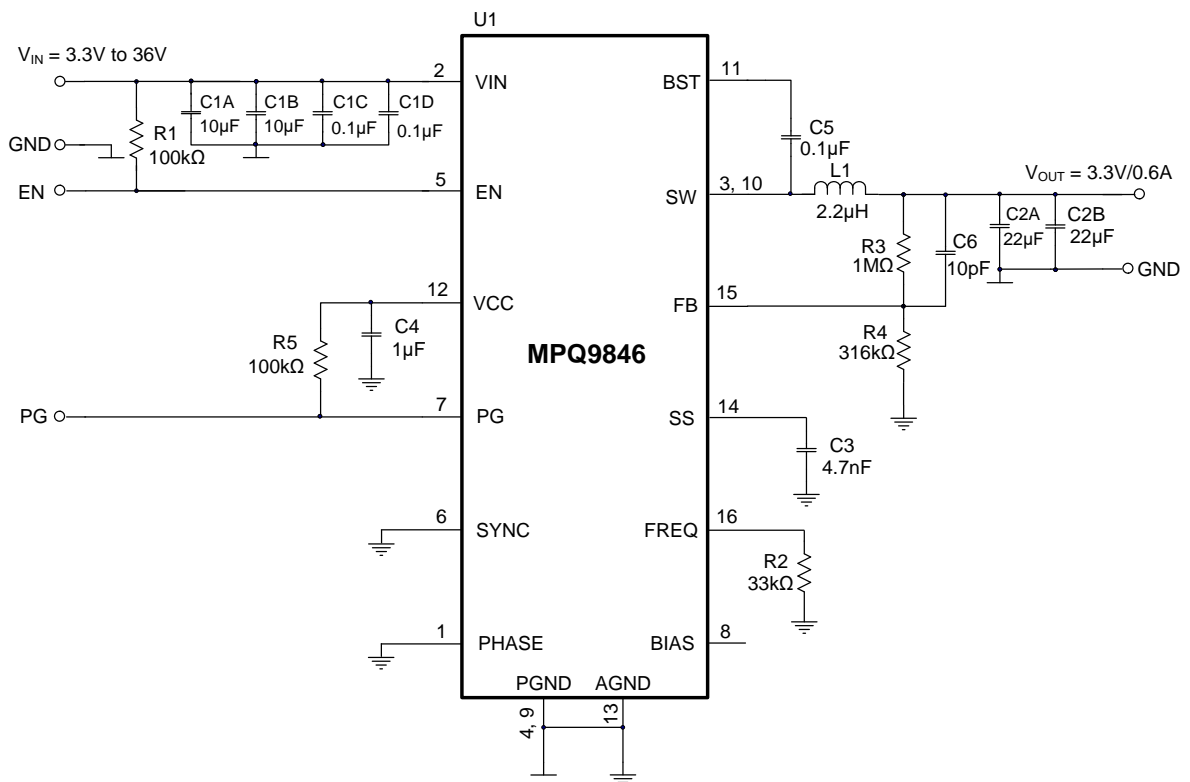 U1
V_IN = 3.3V to 36V
2
VIN
C1A
10µF
C1B
10µF
C1C
0.1µF
C1D
0.1µF
GND
R1
100kΩ
EN
5
EN
11
BST
C5
0.1µF
L1
2.2µH
3, 10
SW
V_OUT = 3.3V/0.6A
R3
1MΩ
C6
10pF
C2A
22µF
C2B
22µF
GND
12
VCC
C4
1µF
R5
100kΩ
MPQ9846
15
FB
R4
316kΩ
PG
7
PG
14
SS
C3
4.7nF
6
SYNC
16
FREQ
R2
33kΩ
1
PHASE
8
BIAS
PGND
AGND
4, 9
13